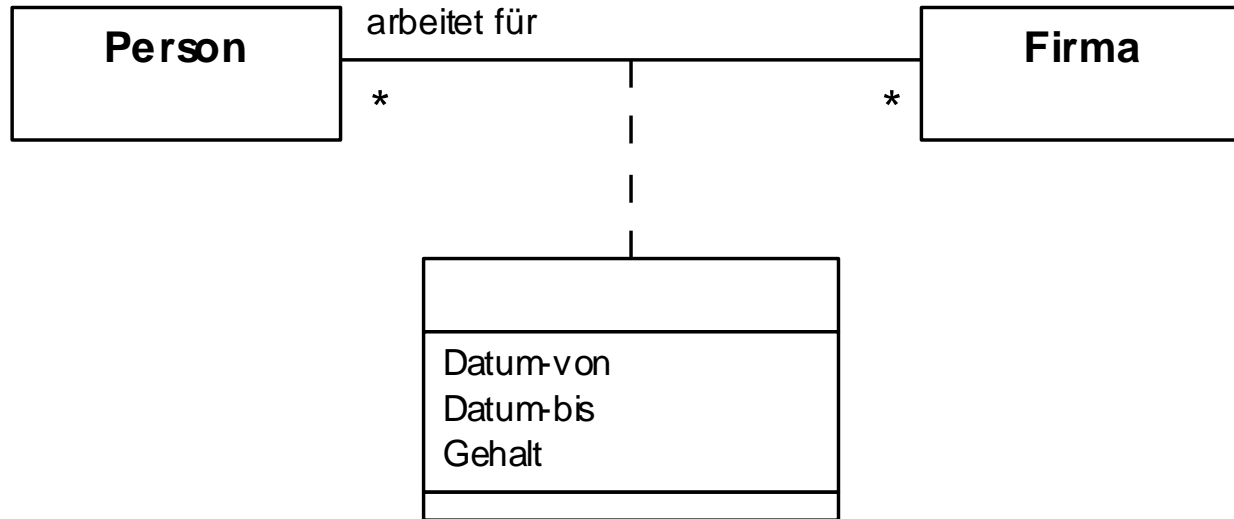 arbeitet für
Person
Firma
*
*
Datum-von
Datum-bis
Gehalt